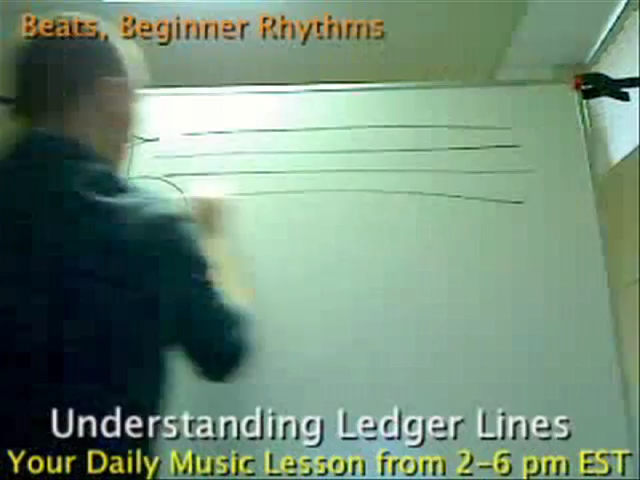 Beats, Beginner Rhythms
Understanding Ledger Lines
Your Daily Music Lesson from 2-6 pm EST